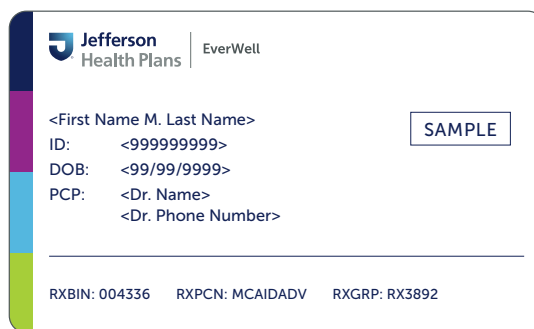 Jefferson
Health Plans
EverWell
<First Name M. Last Name>
SAMPLE
ID: <999999999>
DOB: <99/99/9999>
PCP: <Dr. Name>
<Dr. Phone Number>
RXBIN: 004336 RXPCN: MCAIDADV RXGRP: RX3892